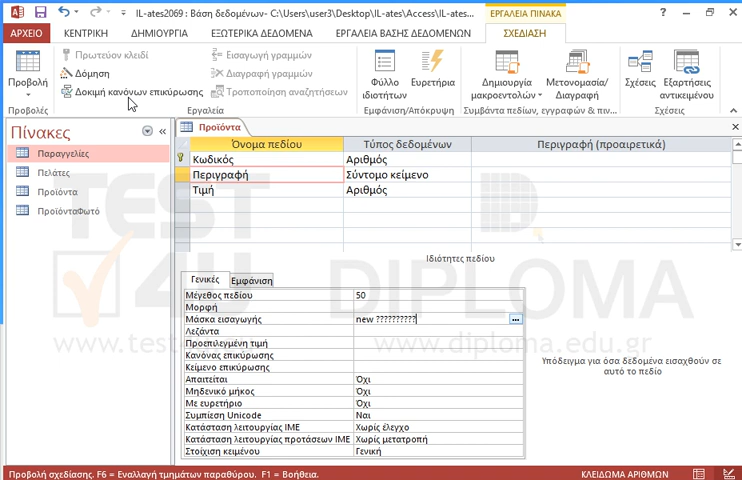 IL-ates2069 : Βάση δεδομένων- C:\Users\user3\Desktop\IL-ates\Access\IL-ates...
ΕΡΓΑΛΕΙΑ ΠΙΝΑΚΑ
ΑΡΧΕΙΟ ΚΕΝΤΡΙΚΗ ΔΗΜΙΟΥΡΓΙΑ ΕΞΩΤΕΡΙΚΑ ΔΕΔΟΜΕΝΑ ΕΡΓΑΛΕΙΑ ΒΑΣΗΣ ΔΕΔΟΜΕΝΩΝ ΣΧΕΔΙΑΣΗ
Προβολή
Προβολές
Πρωτεύον κλειδί
Δόμηση
Δοκιμή κανόνων επικύρωσης
Εισαγωγή γραμμών
Διαγραφή γραμμών
Τροποποίηση αναζητήσεων
Εργαλεία
Φύλλο ιδιοτήτων
Ευρετήρια
Εμφάνιση/Απόκρυψη
Δημιουργία μακροεντολών
Μετονομασία/ Διαγραφή
Συμβάντα πεδίων, εγγραφής & πιν...
Σχέσεις
Εξαρτήσεις αντικειμένου
Σχέσεις
Πίνακες
Παραγγελίες
Πελάτες
Προϊόντα
ΠροϊόνταΦωτό
Προϊόντα
Όνομα πεδίου Τύπος δεδομένων Περιγραφή (προαιρετικά)
Κωδικός Αριθμός
Περιγραφή Σύντομο κείμενο
Τιμή Αριθμός
TEST 4U DIPLOMA
Ιδιότητες πεδίου
Γενικές Εμφάνιση
Μέγεθος πεδίου 50
Μορφή
Μάσκα εισαγωγής new ??????????
Λεζάντα
Προεπιλεγμένη τιμή
Κανόνας επικύρωσης
Κείμενο επικύρωσης
Απαιτείται Όχι
Μηδενικό μήκος Όχι
Με ευρετήριο Όχι
Συμπίεση Unicode Ναι
Κατάσταση λειτουργίας IME Χωρίς έλεγχο
Κατάσταση λειτουργίας προτάσεων IME Χωρίς μετατροπή
Στοίχιση κειμένου Γενική
www.diploma.edu.gr
Υπόδειγμα για όσα δεδομένα εισαχθούν σε αυτό το πεδίο
Προβολή σχεδίασης. F6 = Εναλλαγή τμημάτων παραθύρου. F1 = Βοήθεια. ΚΛΕΙΔΩΜΑ ΑΡΙΘΜΩΝ